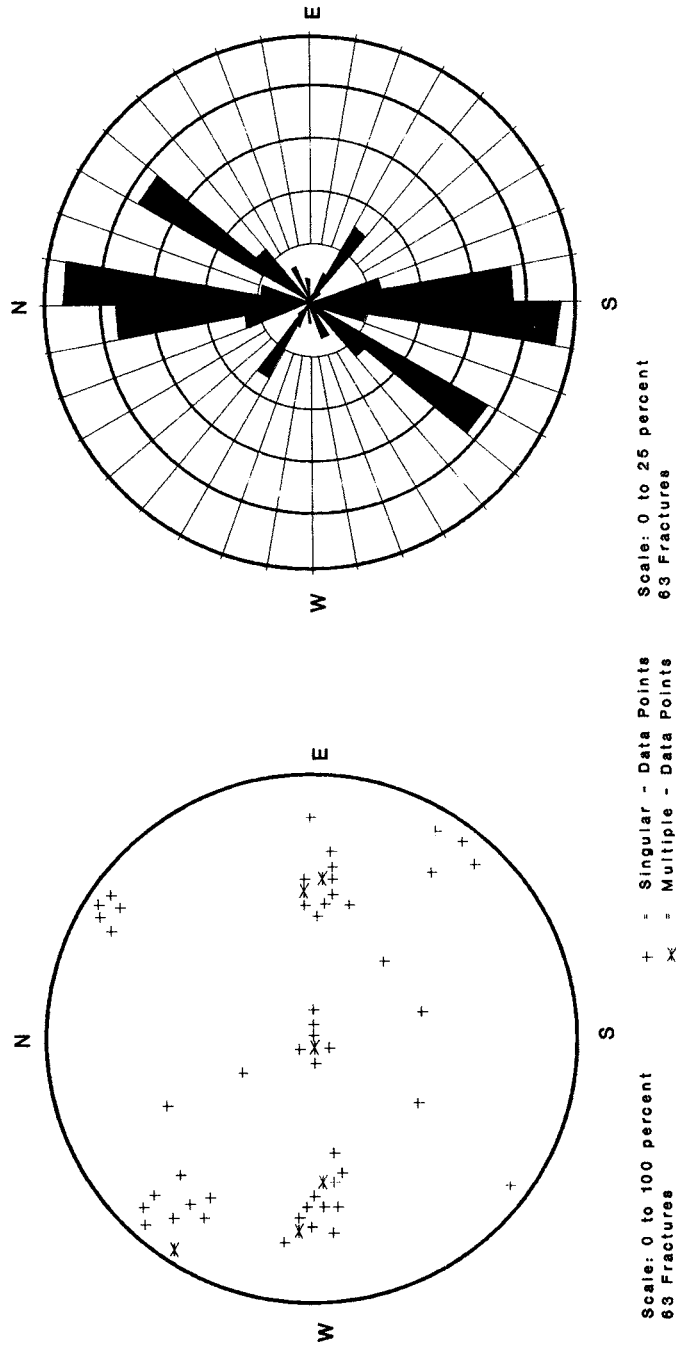 N
E
S
W
Scale: 0 to 100 percent
63 Fractures
+ = Singular - Data Points
ӿ = Multiple - Data Points
N
E
S
W
Scale: 0 to 25 percent
63 Fractures